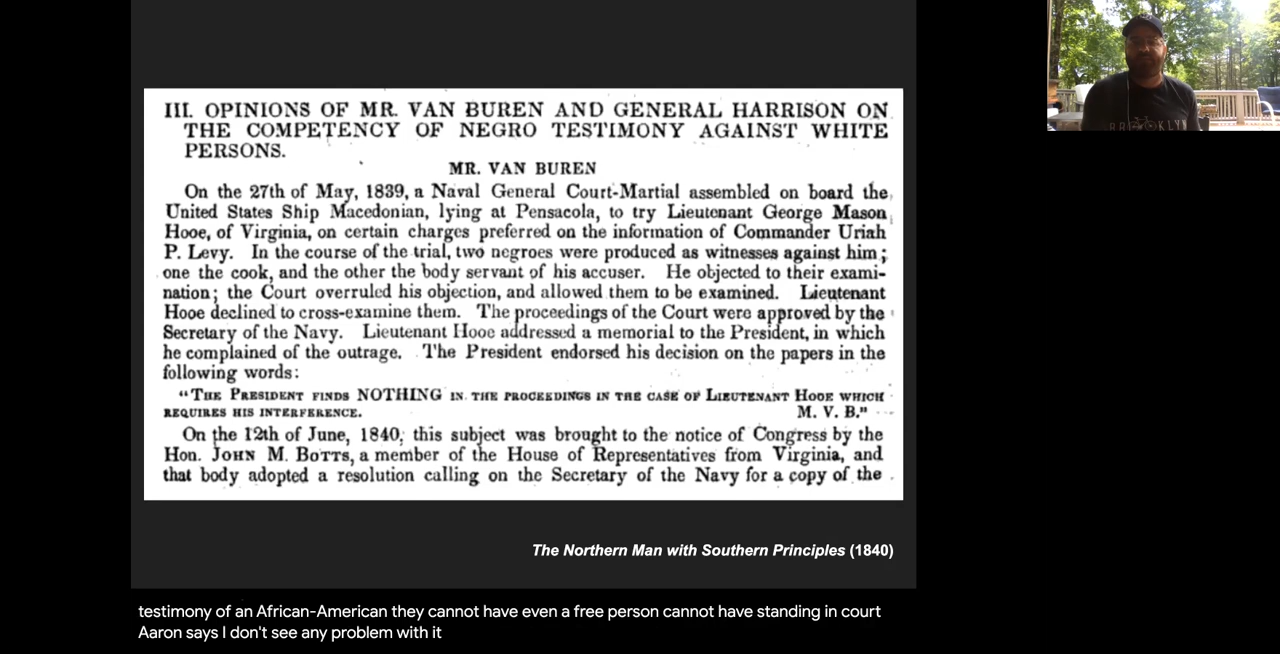 III. OPINIONS OF MR. VAN BUREN AND GENERAL HARRISON ON
THE COMPETENCY OF NEGRO TESTIMONY AGAINST WHITE
PERSONS.
MR. VAN BUREN
On the 27th of May, 1839, a Naval General Court-Martial assembled on board the
United States Ship Macedonian, lying at Pensacola, to try Lieutenant George Mason
Hooe, of Virginia, on certain charges preferred on the information of Commander Uriah
P. Levy. In the course of the trial, two negroes were produced as witnesses against him;
one the cook, and the other the body servant of his accuser. He objected to their exami-
nation; the Court overruled his objection, and allowed them to be examined. Lieutenant
Hooe declined to cross-examine them. The proceedings of the Court were approved by the
Secretary of the Navy. Lieutenant Hooe addressed a memorial to the President, in which
he complained of the outrage. The President endorsed his decision on the papers in the
following words:
"THE PRESIDENT FINDS NOTHING IN THE PROCEEDINGS IN THE CASE OF LIEUTENANT HOOE WHICH
REQUIRES HIS INTERFERENCE. M. V. B."
On the 12th of June, 1840, this subject was brought to the notice of Congress by the
Hon. JOHN M. BOTTS, a member of the House of Representatives from Virginia, and
that body adopted a resolution calling on the Secretary of the Navy for a copy of the
The Northern Man with Southern Principles (1840)
BROOKLYN
testimony of an African-American they cannot have even a free person cannot have standing in court
Aaron says I don't see any problem with it